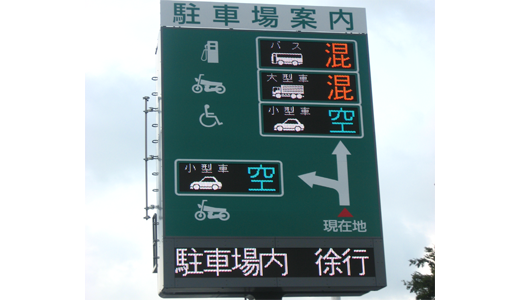 駐車場案内
バス 混
大型車 混
小型車 空
小型車 空
現在地
駐車場内 徐行